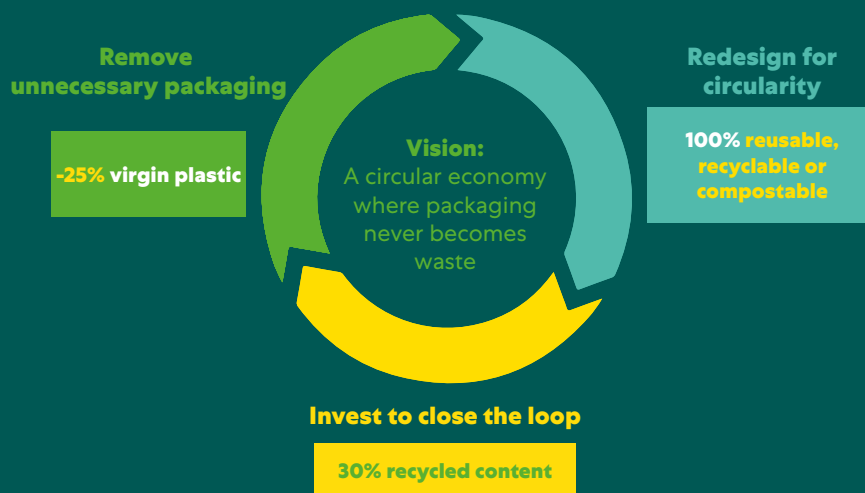 Remove
unnecessary packaging
-25% virgin plastic
Redesign for
circularity
100% reusable,
recyclable or
compostable
Vision:
A circular economy
where packaging
never becomes
waste
Invest to close the loop
30% recycled content